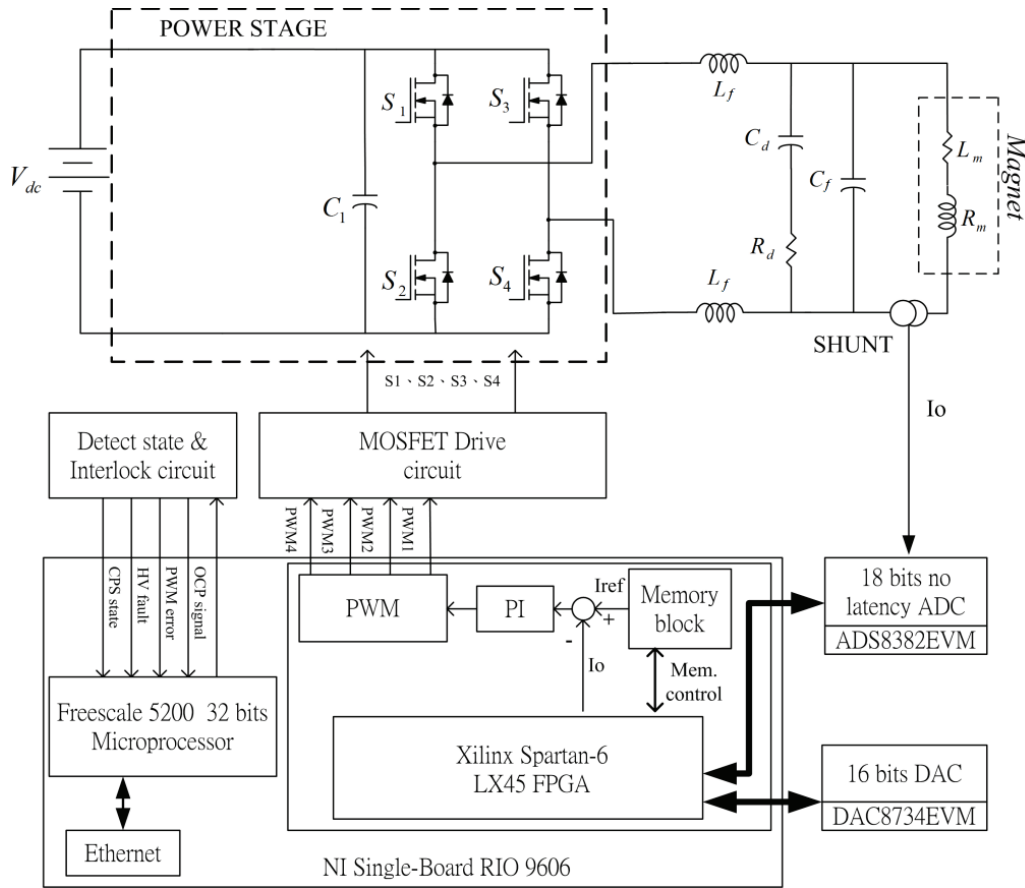 POWER STAGE
S1
S3
Lf
Cd
Cf
Lm
Rm
Magnet
Vdc
C1
Rd
S2
S4
Lf
SHUNT
S1、S2、S3、S4
Io
Detect state &
Interlock circuit
MOSFET Drive
circuit
PWM4
PWM3
PWM2
PWM1
CPS state
HV fault
PWM error
OCP signal
PWM
PI
Iref
+
-
Io
Memory
block
Mem.
control
18 bits no
latency ADC
ADS8382EVM
Freescale 5200 32 bits
Microprocessor
Xilinx Spartan-6
LX45 FPGA
16 bits DAC
DAC8734EVM
Ethernet
NI Single-Board RIO 9606